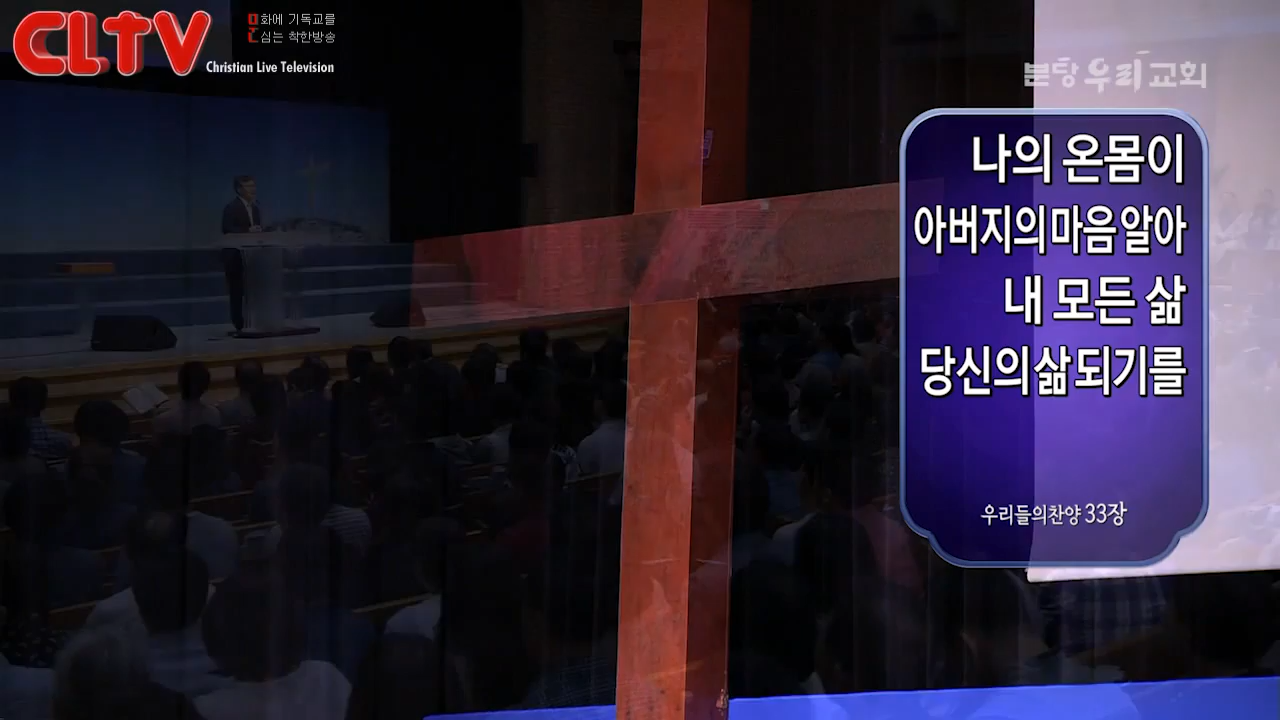 CLTV
문화에 기독교를
심는 착한방송
Christian Live Television
분당우리교회
나의 온몸이
아버지의 마음 알아
내 모든 삶
당신의 삶 되기를
우리들의찬양 33장